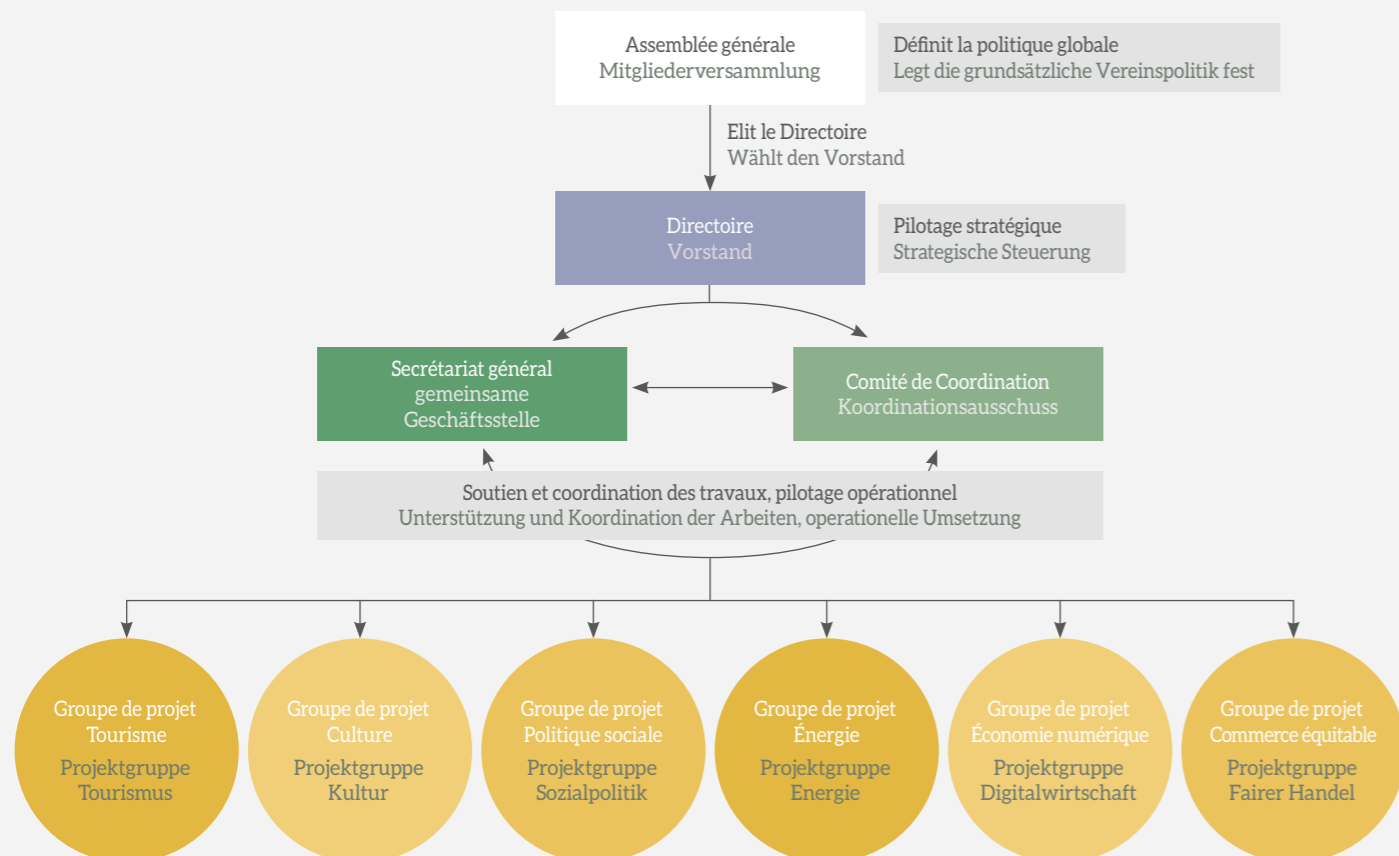 Assemblée générale
Mitgliederversammlung
Définit la politique globale
Legt die grundsätzliche Vereinspolitik fest
Elit le Directoire
Wählt den Vorstand
Directoire
Vorstand
Pilotage stratégique
Strategische Steuerung
Secrétariat général
gemeinsame
Geschäftsstelle
Comité de Coordination
Koordinationsausschuss
Soutien et coordination des travaux, pilotage opérationnel
Unterstützung und Koordination der Arbeiten, operationelle Umsetzung
Groupe de projet
Tourisme
Projektgruppe
Tourismus
Groupe de projet
Culture
Projektgruppe
Kultur
Groupe de projet
Politique sociale
Projektgruppe
Sozialpolitik
Groupe de projet
Énergie
Projektgruppe
Energie
Groupe de projet
Économie numérique
Projektgruppe
Digitalwirtschaft
Groupe de projet
Commerce équitable
Projektgruppe
Fairer Handel